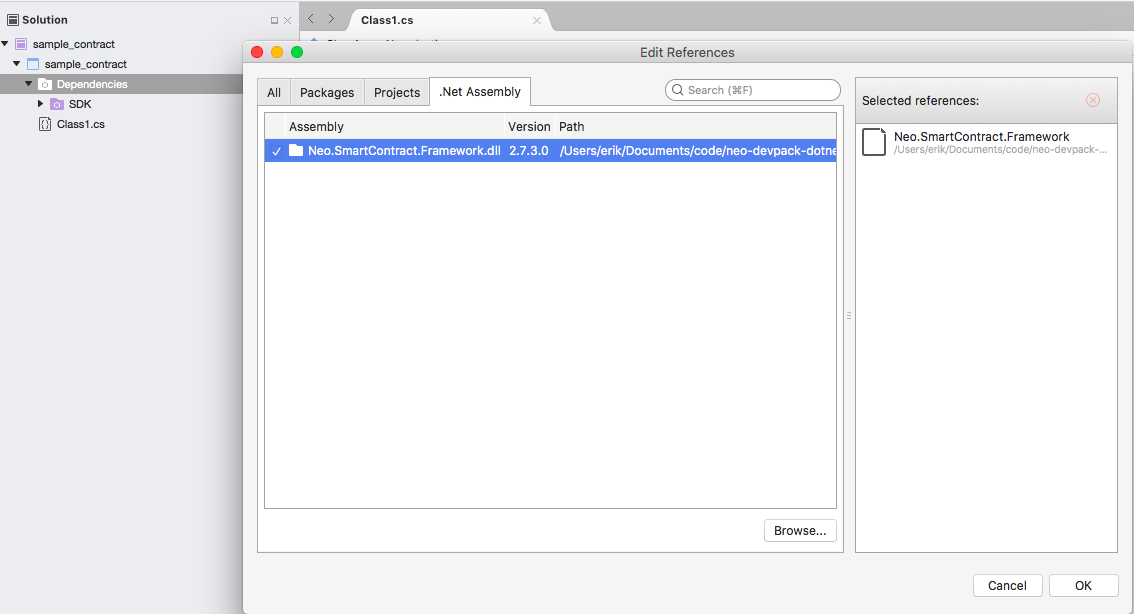 Solution
sample_contract
sample_contract
Dependencies
SDK
Class1.cs
Class1.cs
Edit References
All
Packages
Projects
.Net Assembly
Search (⌘F)
Assembly
Version
Path
Neo.SmartContract.Framework.dll
2.7.3.0
/Users/erik/Documents/code/neo-devpack-dotne
Browse...
Selected references:
Neo.SmartContract.Framework
/Users/erik/Documents/code/neo-devpack-...
Cancel
OK